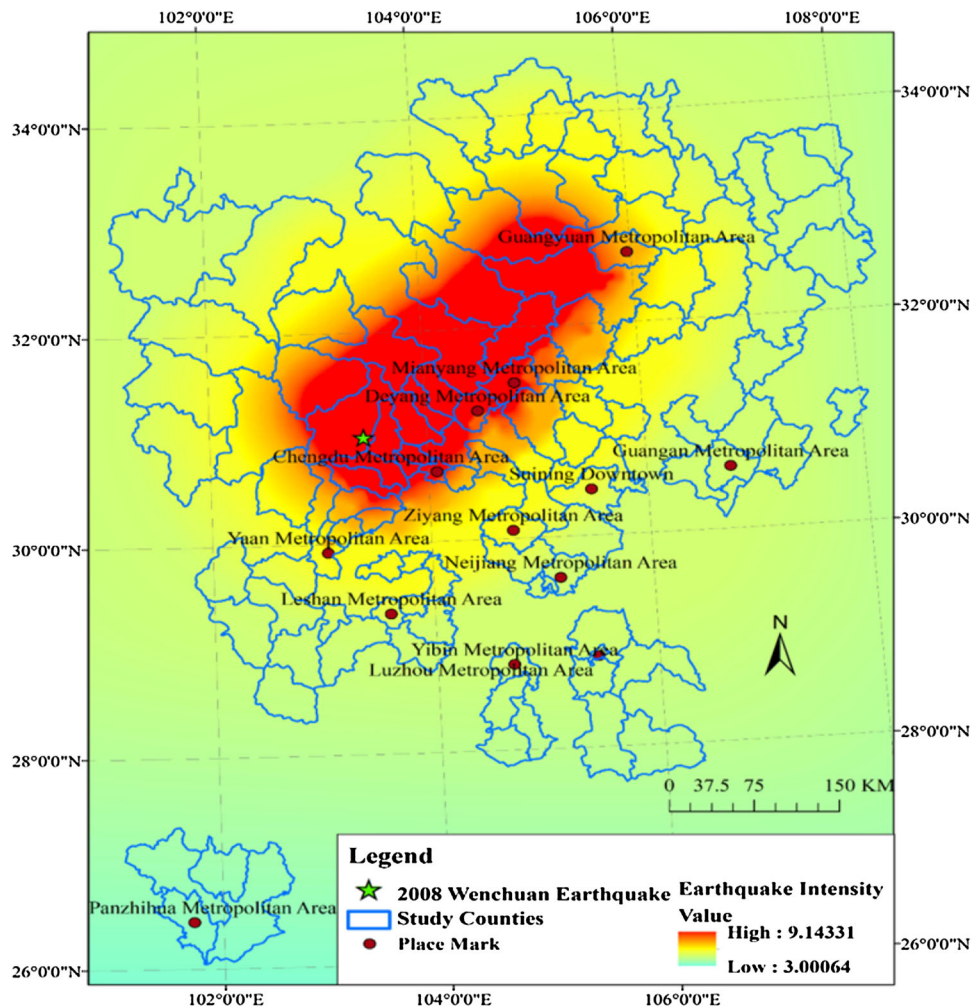 102°0'0"E 104°0'0"E 106°0'0"E 108°0'0"E
34°0'0"N
34°0'0"N
Guangyuan Metropolitan Area
32°0'0"N
32°0'0"N
Mianyang Metropolitan Area
Deyang Metropolitan Area
Guangan Metropolitan Area
Chengdu Metropolitan Area
Suining Downtown
Ziyang Metropolitan Area
30°0'0"N
Yaan Metropolitan Area
30°0'0"N
Neijiang Metropolitan Area
Leshan Metropolitan Area
N
Yibin Metropolitan Area
Luzhou Metropolitan Area
28°0'0"N
28°0'0"N
0 37.5 75 150 KM
Legend
2008 Wenchuan Earthquake
Study Counties
Place Mark
Earthquake Intensity
Value
High : 9.14331
Low : 3.00064
Panzhihua Metropolitan Area
26°0'0"N
26°0'0"N
102°0'0"E 104°0'0"E 106°0'0"E